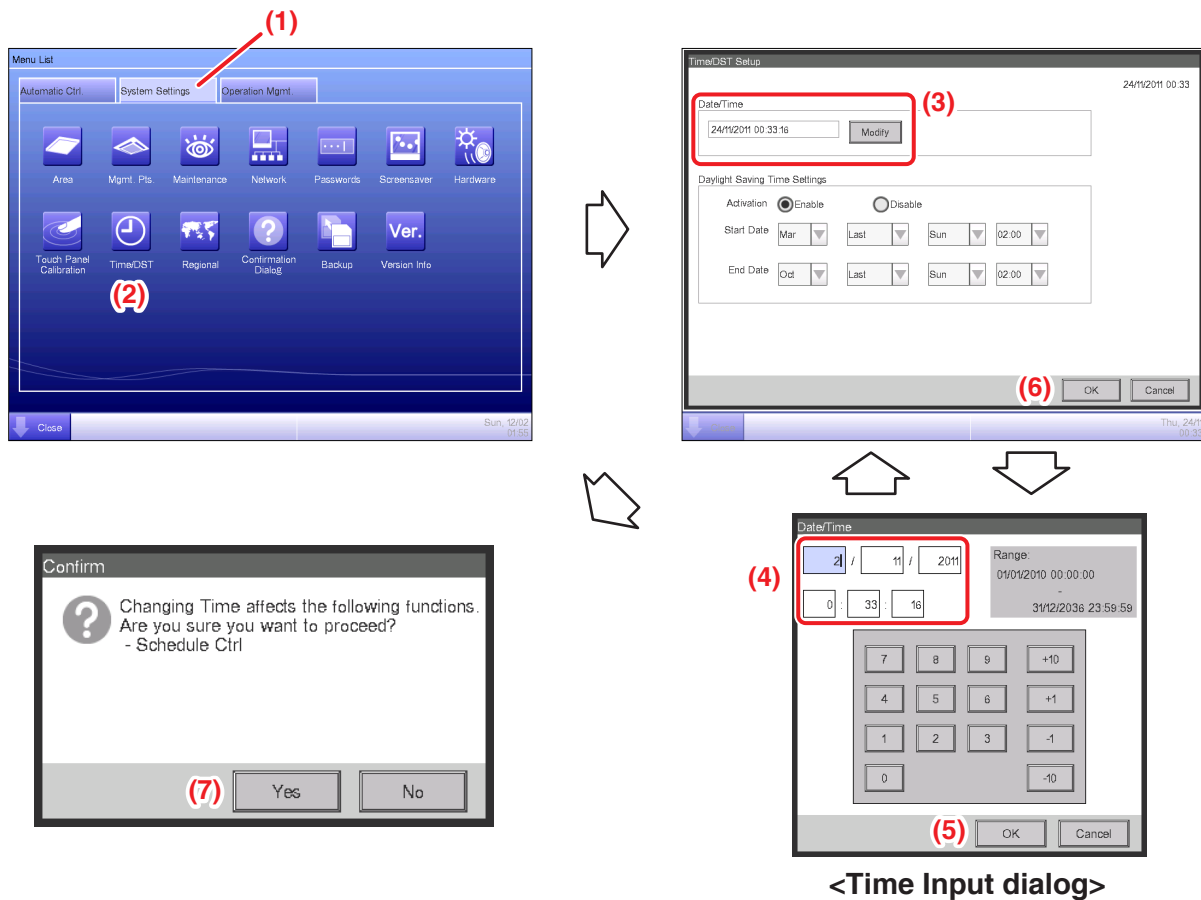 (1)
Menu List
Automatic Ctrl.
System Settings
Operation Mgmt.
Area
Mgmt. Pts.
Maintenance
Network
Passwords
Screensaver
Hardware
Ver.
Touch Panel
Calibration
Time/DST
Regional
Confirmation
Dialog
Backup
Version Info
(2)
Close
Sun, 12/02
01:55
Time/DST Setup
24/11/2011 00:33
Date/Time
(3)
24/11/2011 00:33:16
Modify
Daylight Saving Time Settings
Activation Enable Disable
Start Date Mar Last Sun 02:00
End Date Oct Last Sun 02:00
(6)
OK
Cancel
Thu, 24/11
Date/Time
(4)
2 / 11 / 2011
0 : 33 : 16
Range:
01/01/2010 00:00:00
-
31/12/2036 23:59:59
7 8 9 +10
4 5 6 +1
1 2 3 -1
0 -10
(5)
OK
Cancel
<Time Input dialog>
Confirm
Changing Time affects the following functions.
Are you sure you want to proceed?
- Schedule Ctrl
(7)
Yes
No